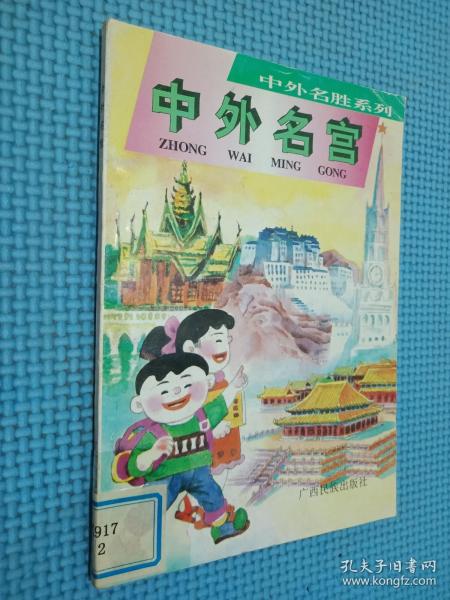 中外名胜系列
中外名宫
ZHONG WAI MING GONG
广西民族出版社
917
2
孔夫子旧书网
www.kongfz.com